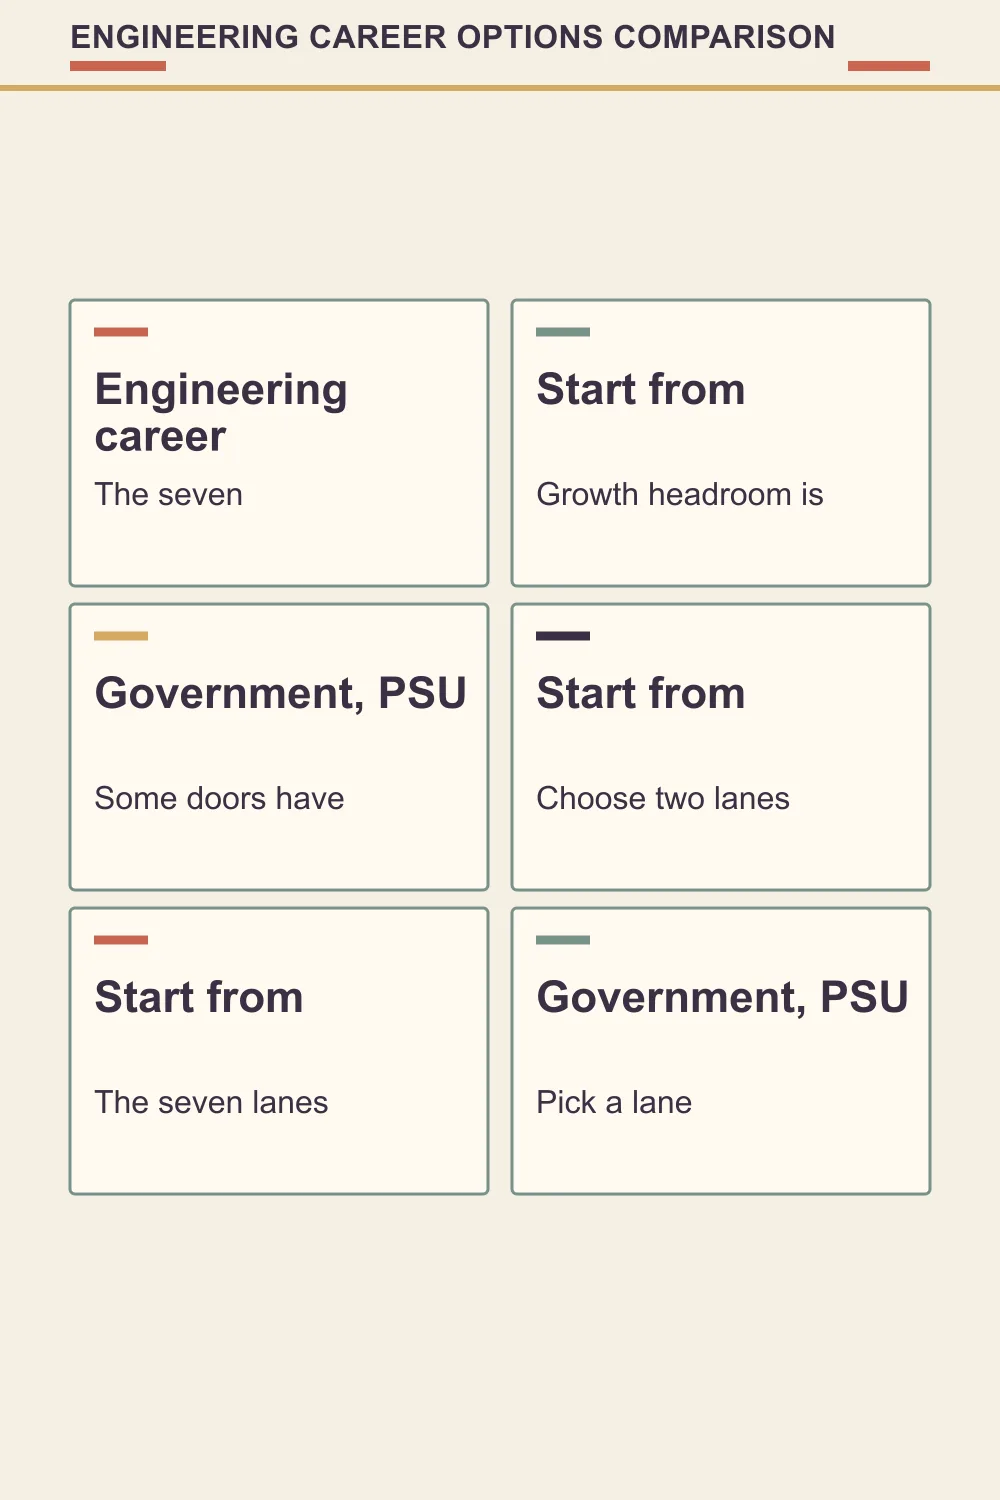 ENGINEERING CAREER OPTIONS COMPARISON
Engineering
career
The seven
Start from
Growth headroom is
Government, PSU
Some doors have
Start from
Choose two lanes
Start from
The seven lanes
Government, PSU
Pick a lane